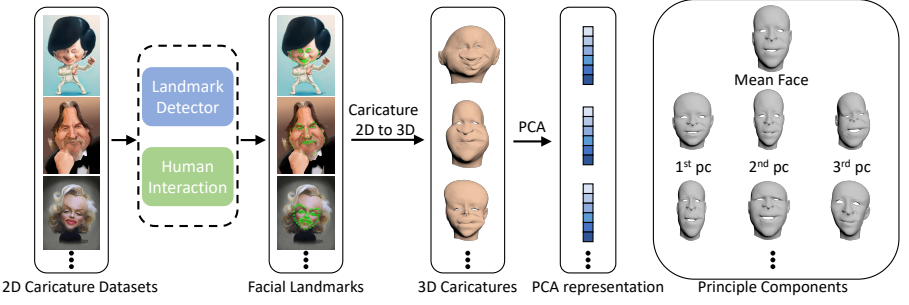 Landmark
Detector
Human
Interaction
Caricature
2D to 3D
PCA
Mean Face
1st pc
2nd pc
3rd pc
2D Caricature Datasets
Facial Landmarks
3D Caricatures
PCA representation
Principle Components